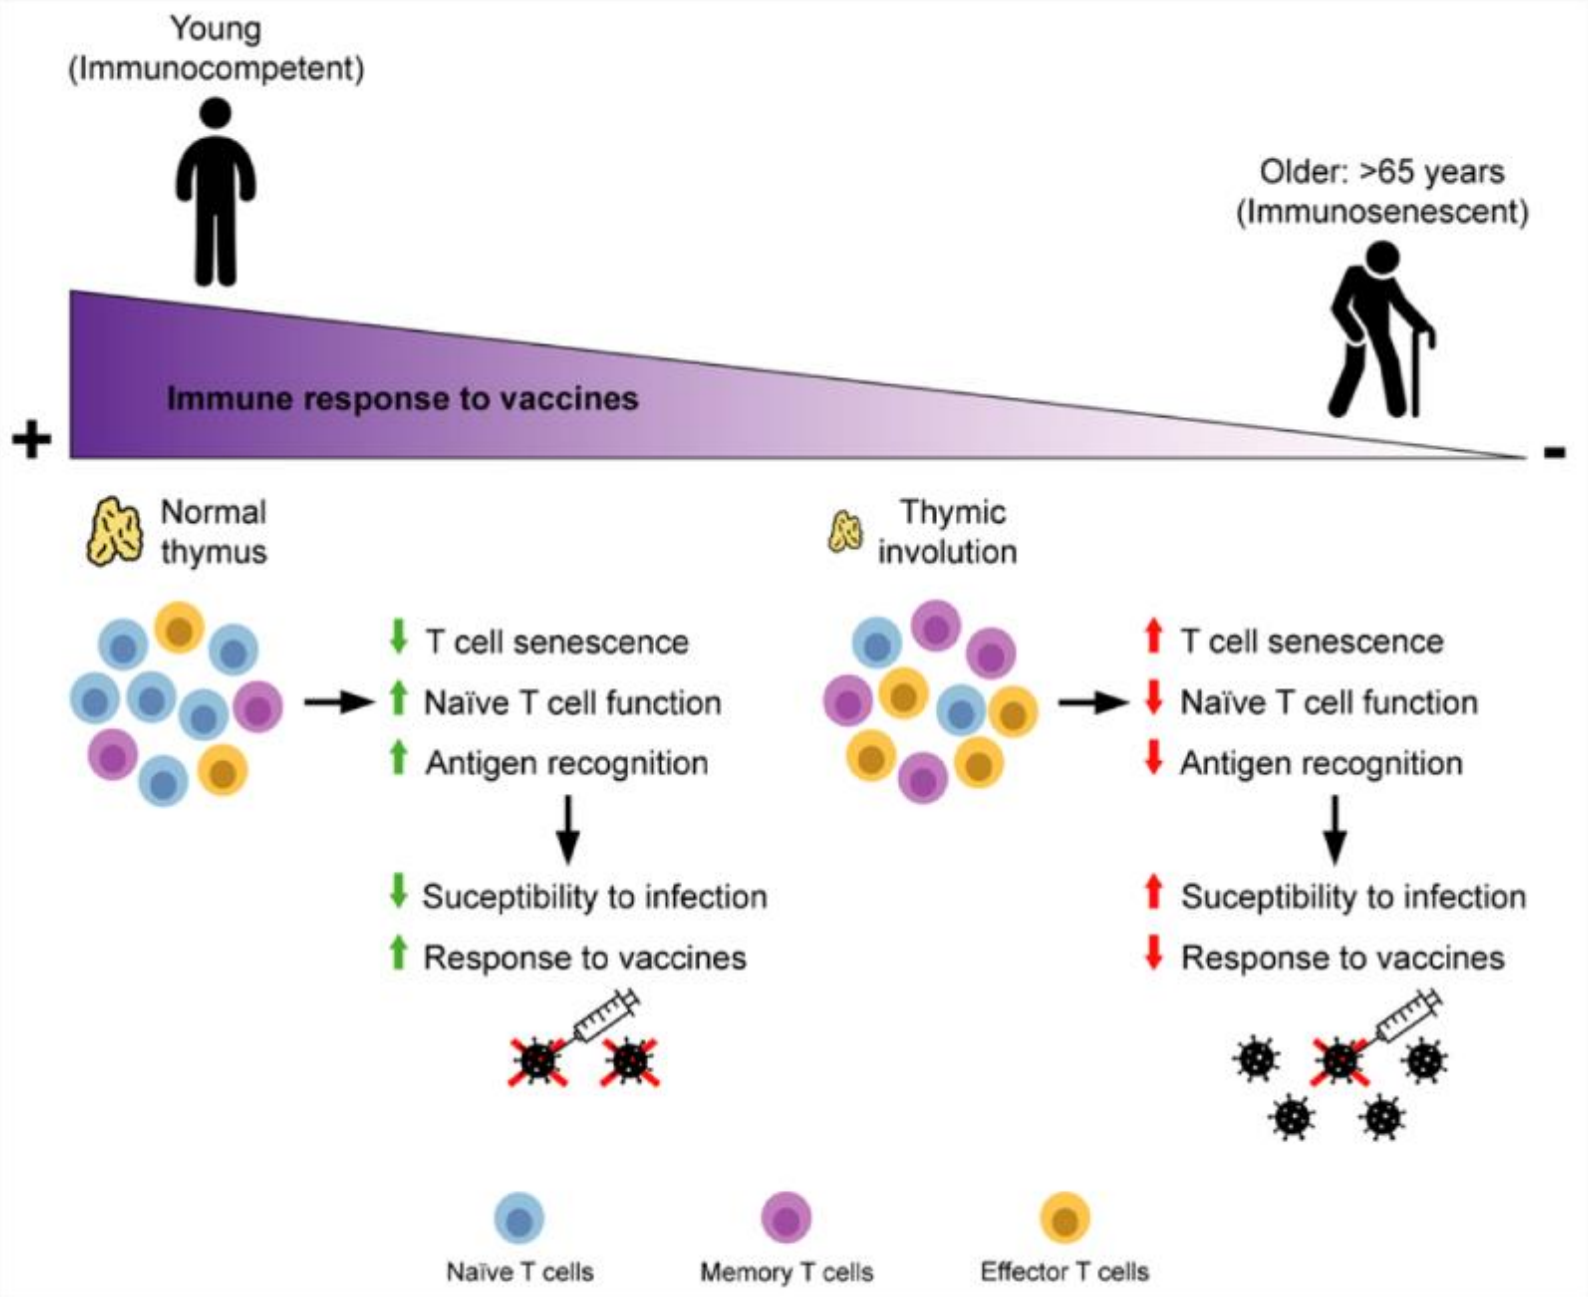 Young
(Immunocompetent)
Older: >65 years
(Immunosenescent)
Immune response to vaccines
+
-
Normal
thymus
T cell senescence
Naïve T cell function
Antigen recognition
Suceptibility to infection
Response to vaccines
Thymic
involution
T cell senescence
Naïve T cell function
Antigen recognition
Suceptibility to infection
Response to vaccines
Naïve T cells
Memory T cells
Effector T cells